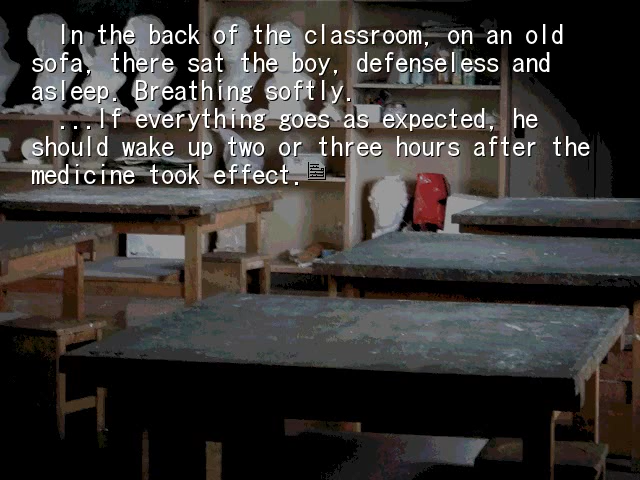 In the back of the classroom, on an old
sofa, there sat the boy, defenseless and
asleep. Breathing softly.
...If everything goes as expected, he
should wake up two or three hours after the
medicine took effect.